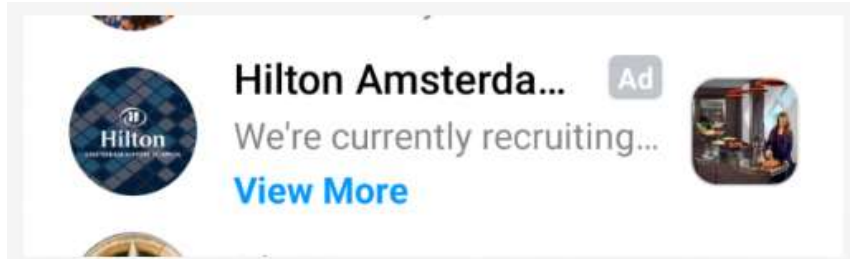 Hilton Amsterda... Ad
We're currently recruiting...
View More
Hilton